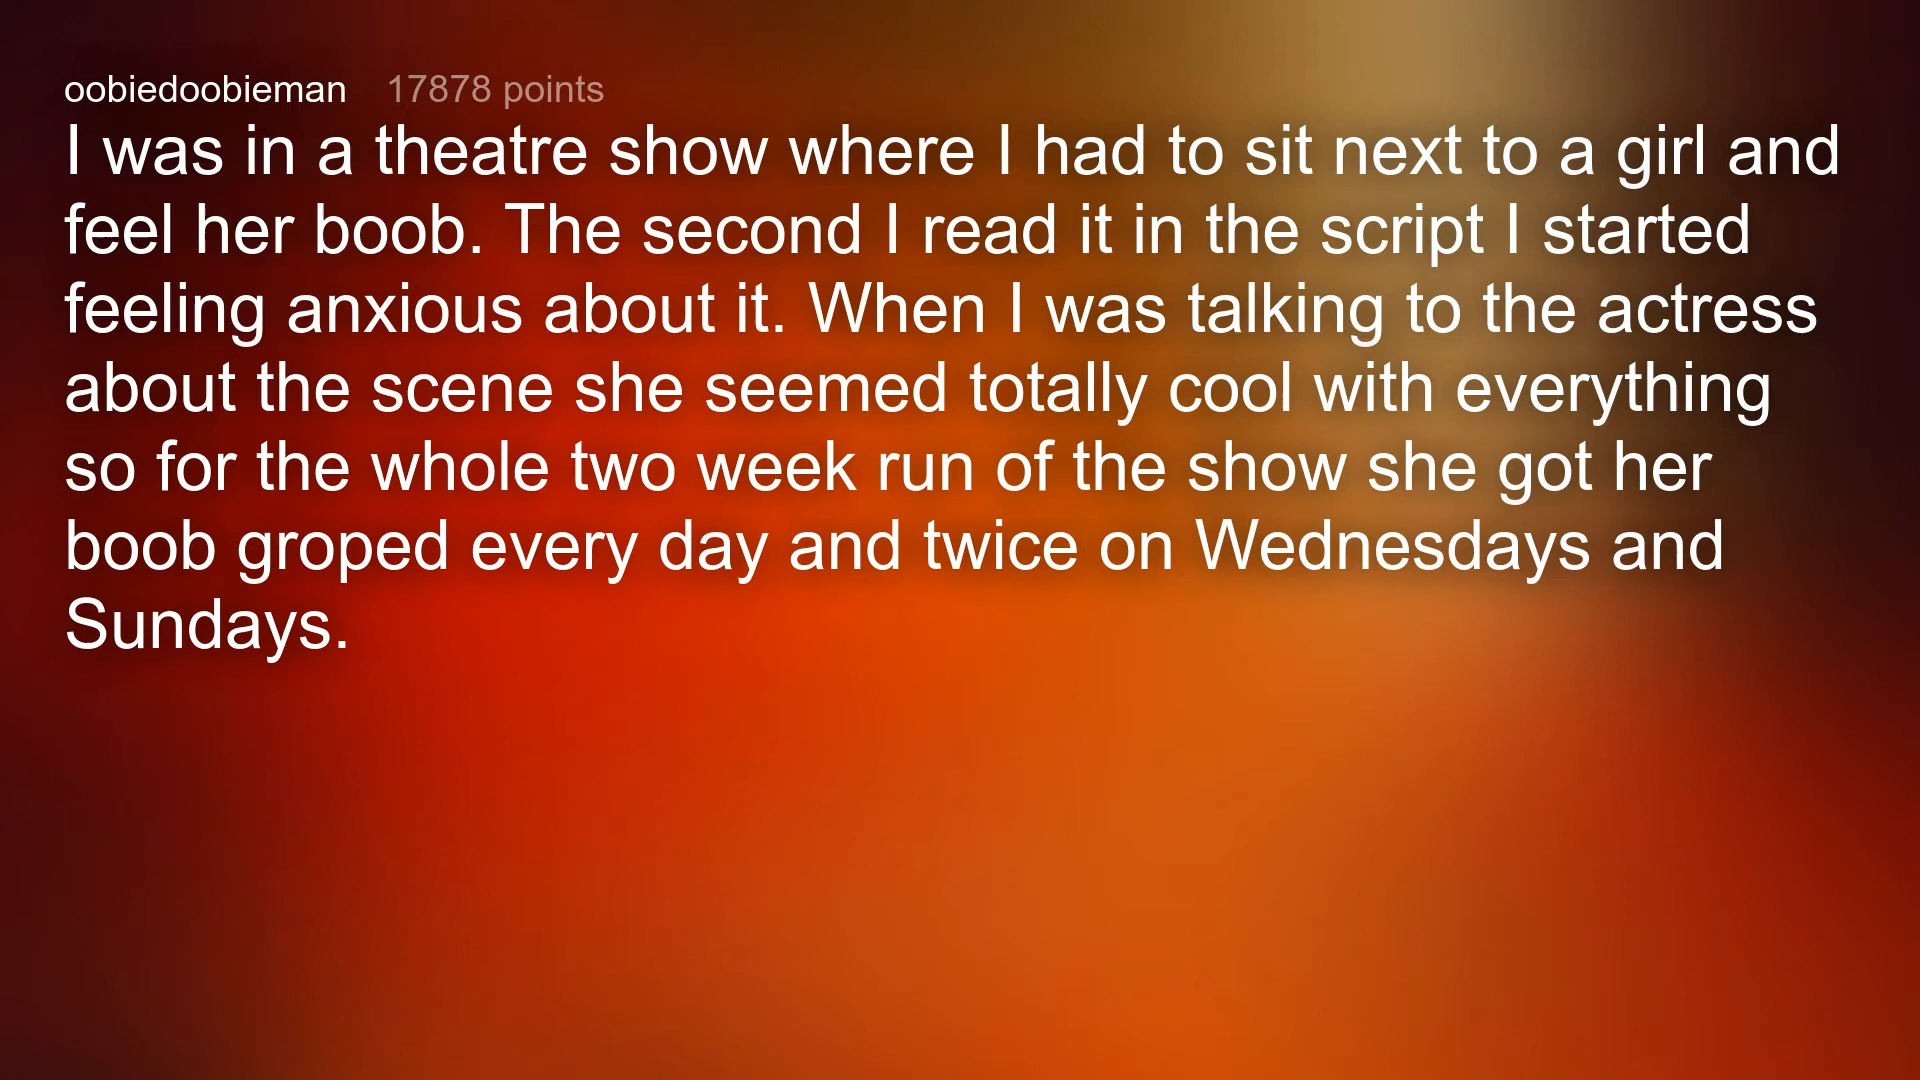 oobiedoobieman 17878 points
I was in a theatre show where I had to sit next to a girl and
feel her boob. The second I read it in the script I started
feeling anxious about it. When I was talking to the actress
about the scene she seemed totally cool with everything
so for the whole two week run of the show she got her
boob groped every day and twice on Wednesdays and
Sundays.